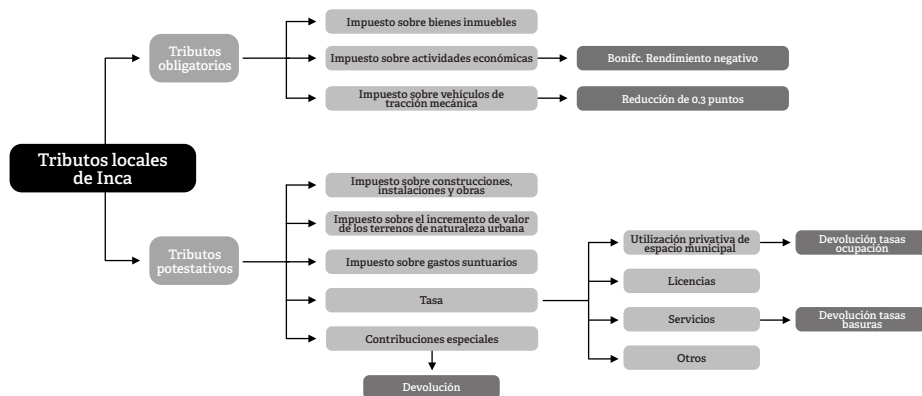 Tributos locales
de Inca
Tributos
obligatorios
Impuesto sobre bienes inmuebles
Impuesto sobre actividades económicas
Bonifc. Rendimiento negativo
Impuesto sobre vehículos de
tracción mecánica
Reducción de 0,3 puntos
Tributos
potestativos
Impuesto sobre construcciones,
instalaciones y obras
Impuesto sobre el incremento de valor
de los terrenos de naturaleza urbana
Impuesto sobre gastos suntuarios
Tasa
Utilización privativa de
espacio municipal
Devolución tasas
ocupación
Licencias
Servicios
Devolución tasas
basuras
Otros
Contribuciones especiales
Devolución